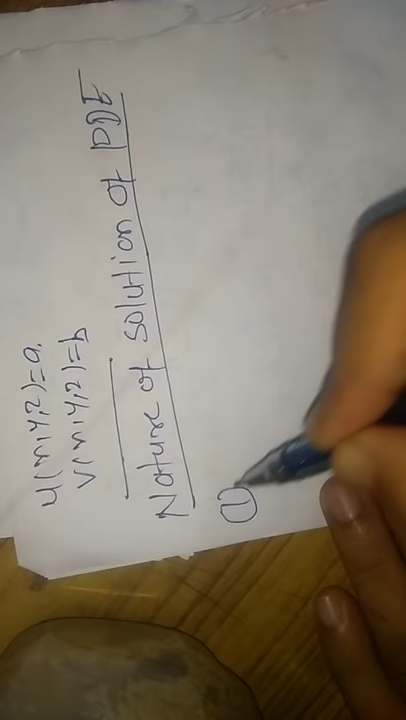 u(x,y,z)=a.
v(x,y,z)=b
Nature of solution of PDE
①